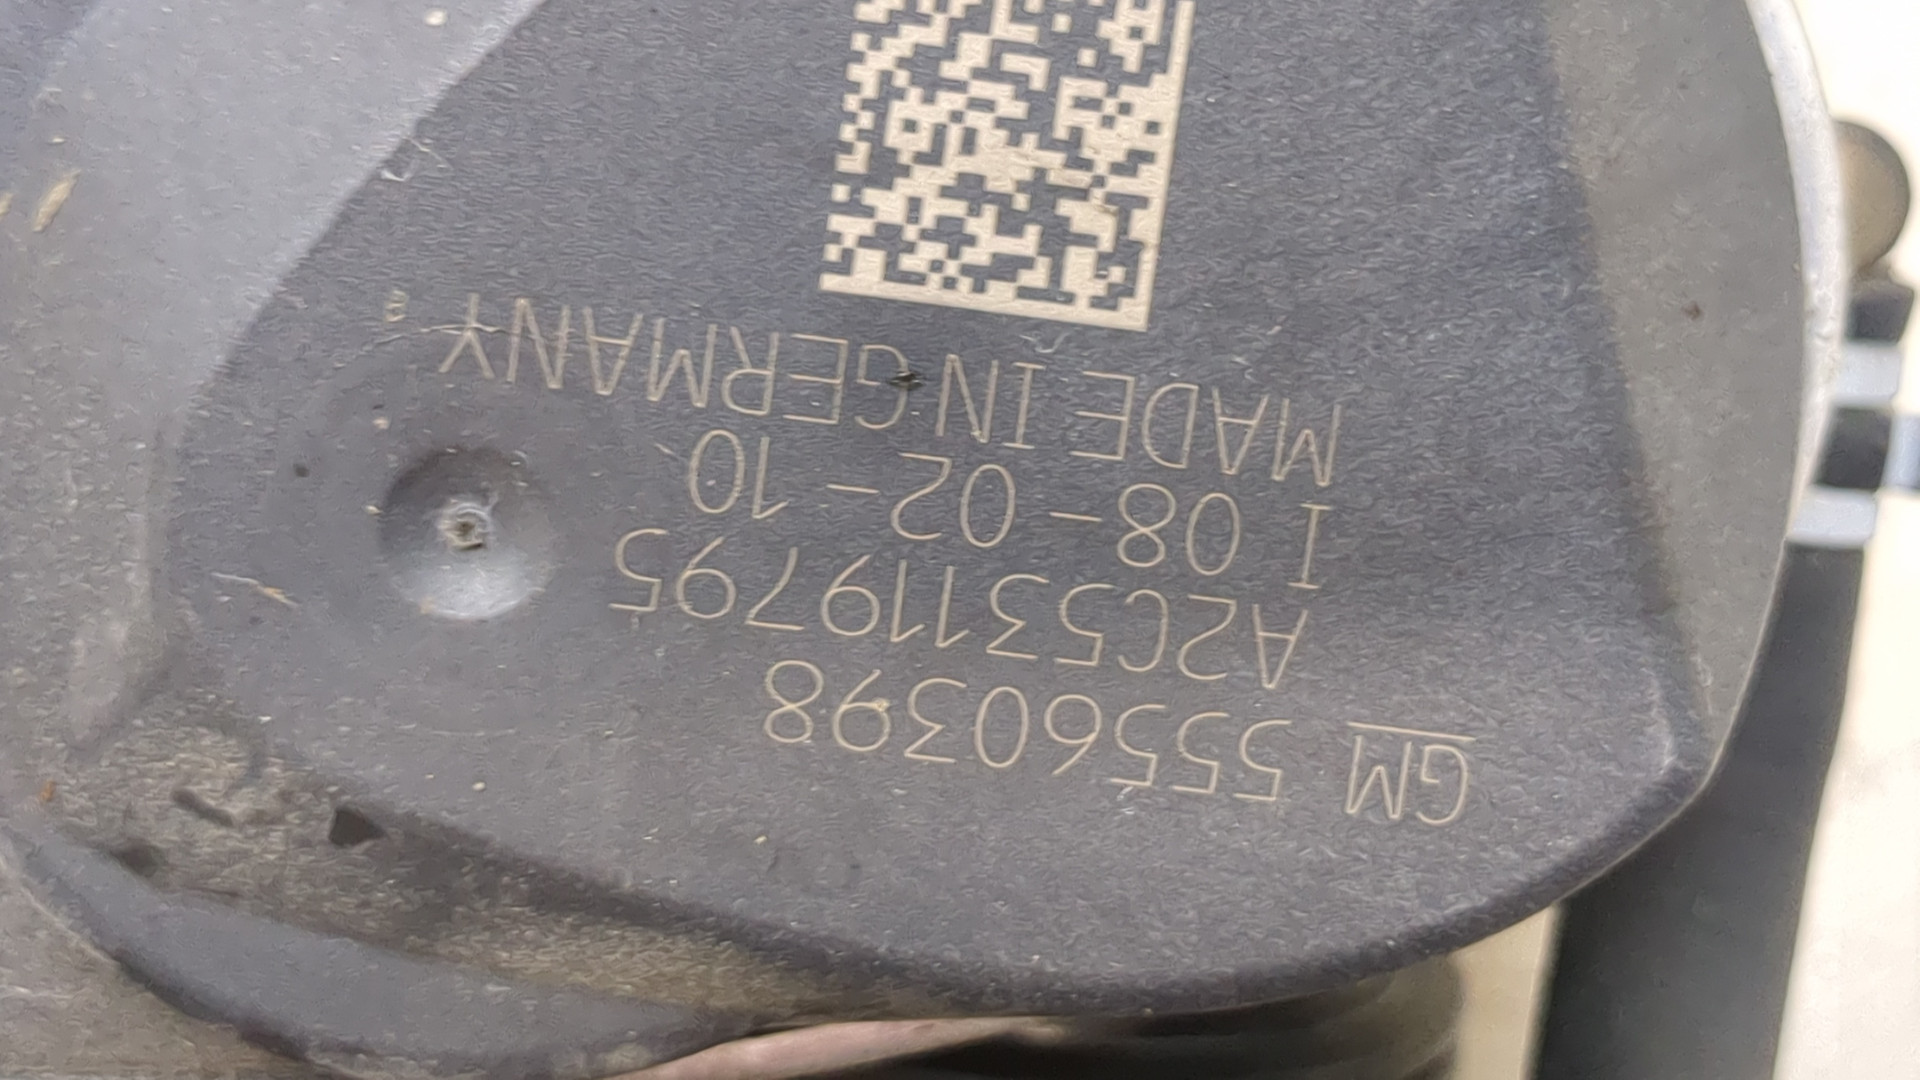 GM 55560398
A2C53119795
I 08-02-10
MADE IN GERMANY